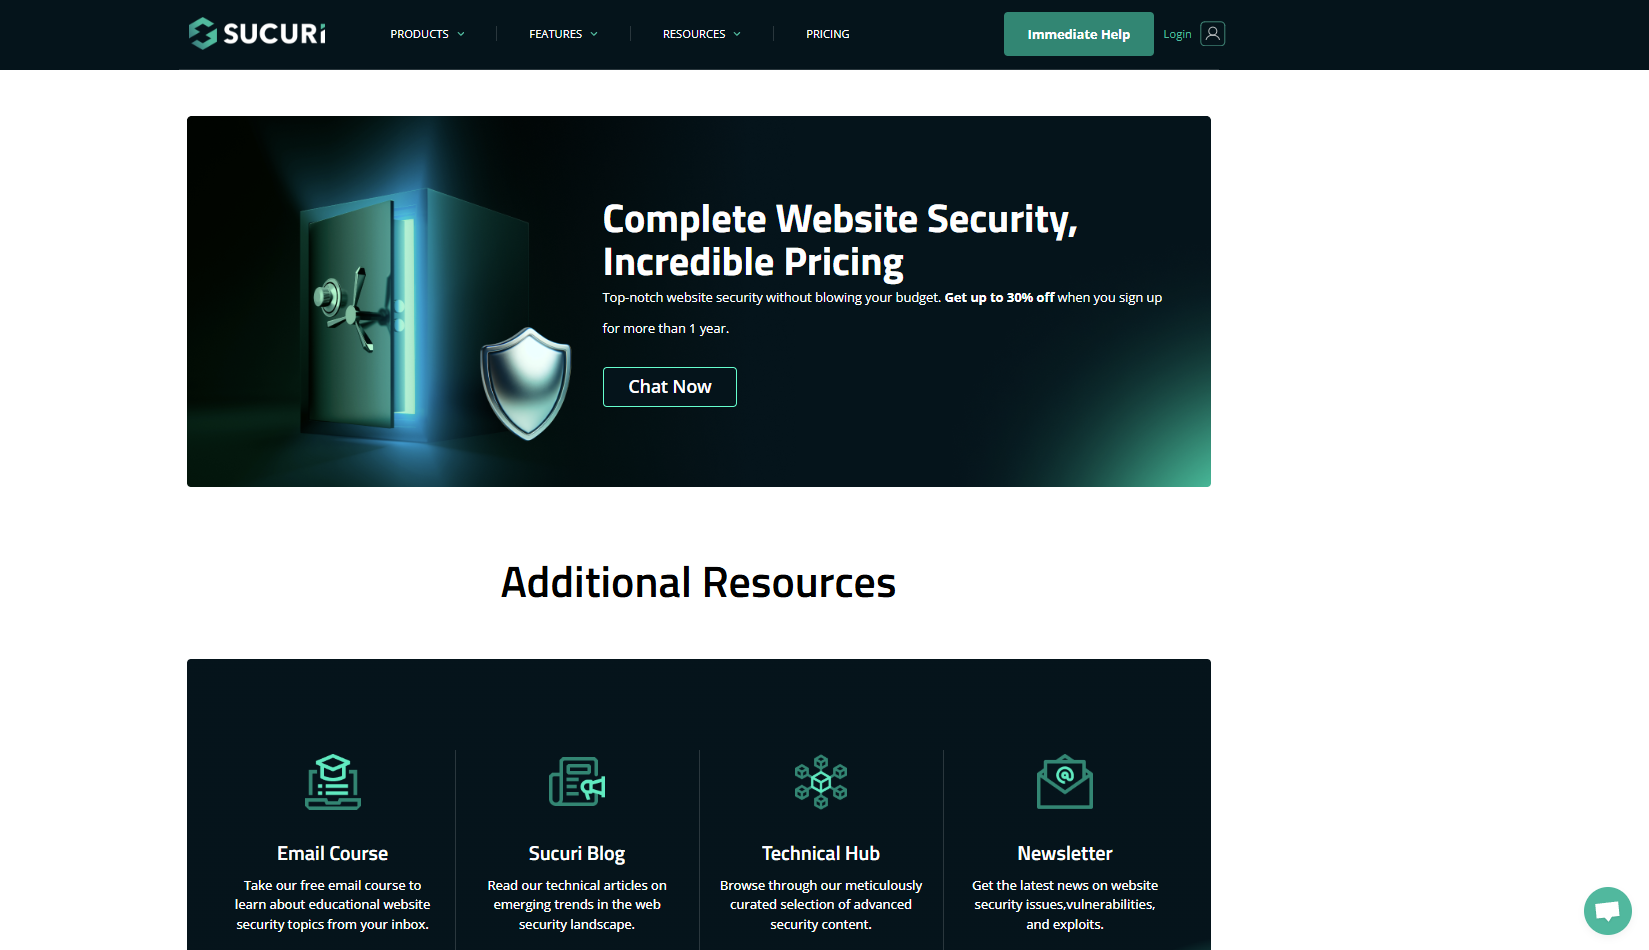 SUCURi
PRODUCTS
FEATURES
RESOURCES
PRICING
Immediate Help
Login
Complete Website Security,
Incredible Pricing
Top-notch website security without blowing your budget. Get up to 30% off when you sign up
for more than 1 year.
Chat Now
Additional Resources
Email Course
Take our free email course to
learn about educational website
security topics from your inbox.
Sucuri Blog
Read our technical articles on
emerging trends in the web
security landscape.
Technical Hub
Browse through our meticulously
curated selection of advanced
security content.
Newsletter
Get the latest news on website
security issues,vulnerabilities,
and exploits.